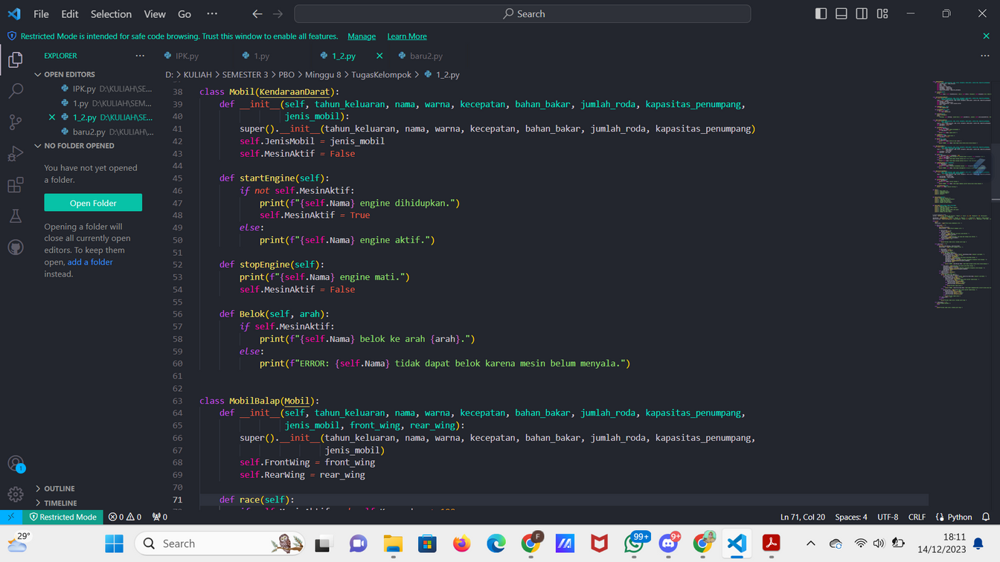 File Edit Selection View Go ··· Search
Restricted Mode is intended for safe code browsing. Trust this window to enable all features. Manage Learn More
EXPLORER ··· IPK.py 1.py 1_2.py baru2.py ···
D: > KULIAH > SEMESTER 3 > PBO > Minggu 8 > TugasKelompok > 1_2.py
OPEN EDITORS
IPK.py D:\KULIAH\SE...
1.py D:\KULIAH\SEM...
1_2.py D:\KULIAH\SE...
baru2.py D:\KULIAH\...
NO FOLDER OPENED
You have not yet opened
a folder.
Open Folder
Opening a folder will
close all currently open
editors. To keep them
open, add a folder
instead.
OUTLINE
TIMELINE
38 class Mobil(KendaraanDarat):
39 def __init__(self, tahun_keluaran, nama, warna, kecepatan, bahan_bakar, jumlah_roda, kapasitas_penumpang,
40 jenis_mobil):
41 super().__init__(tahun_keluaran, nama, warna, kecepatan, bahan_bakar, jumlah_roda, kapasitas_penumpang)
42 self.JenisMobil = jenis_mobil
43 self.MesinAktif = False
44
45 def startEngine(self):
46 if not self.MesinAktif:
47 print(f"{self.Nama} engine dihidupkan.")
48 self.MesinAktif = True
49 else:
50 print(f"{self.Nama} engine aktif.")
51
52 def stopEngine(self):
53 print(f"{self.Nama} engine mati.")
54 self.MesinAktif = False
55
56 def Belok(self, arah):
57 if self.MesinAktif:
58 print(f"{self.Nama} belok ke arah {arah}.")
59 else:
60 print(f"ERROR: {self.Nama} tidak dapat belok karena mesin belum menyala.")
61
62
63 class MobilBalap(Mobil):
64 def __init__(self, tahun_keluaran, nama, warna, kecepatan, bahan_bakar, jumlah_roda, kapasitas_penumpang,
65 jenis_mobil, front_wing, rear_wing):
66 super().__init__(tahun_keluaran, nama, warna, kecepatan, bahan_bakar, jumlah_roda, kapasitas_penumpang,
67 jenis_mobil)
68 self.FrontWing = front_wing
69 self.RearWing = rear_wing
70
71 def race(self):
1
Restricted Mode 0 0 0 Ln 71, Col 20 Spaces: 4 UTF-8 CRLF Python
29° Search F 99+ 9+ 18:11
14/12/2023